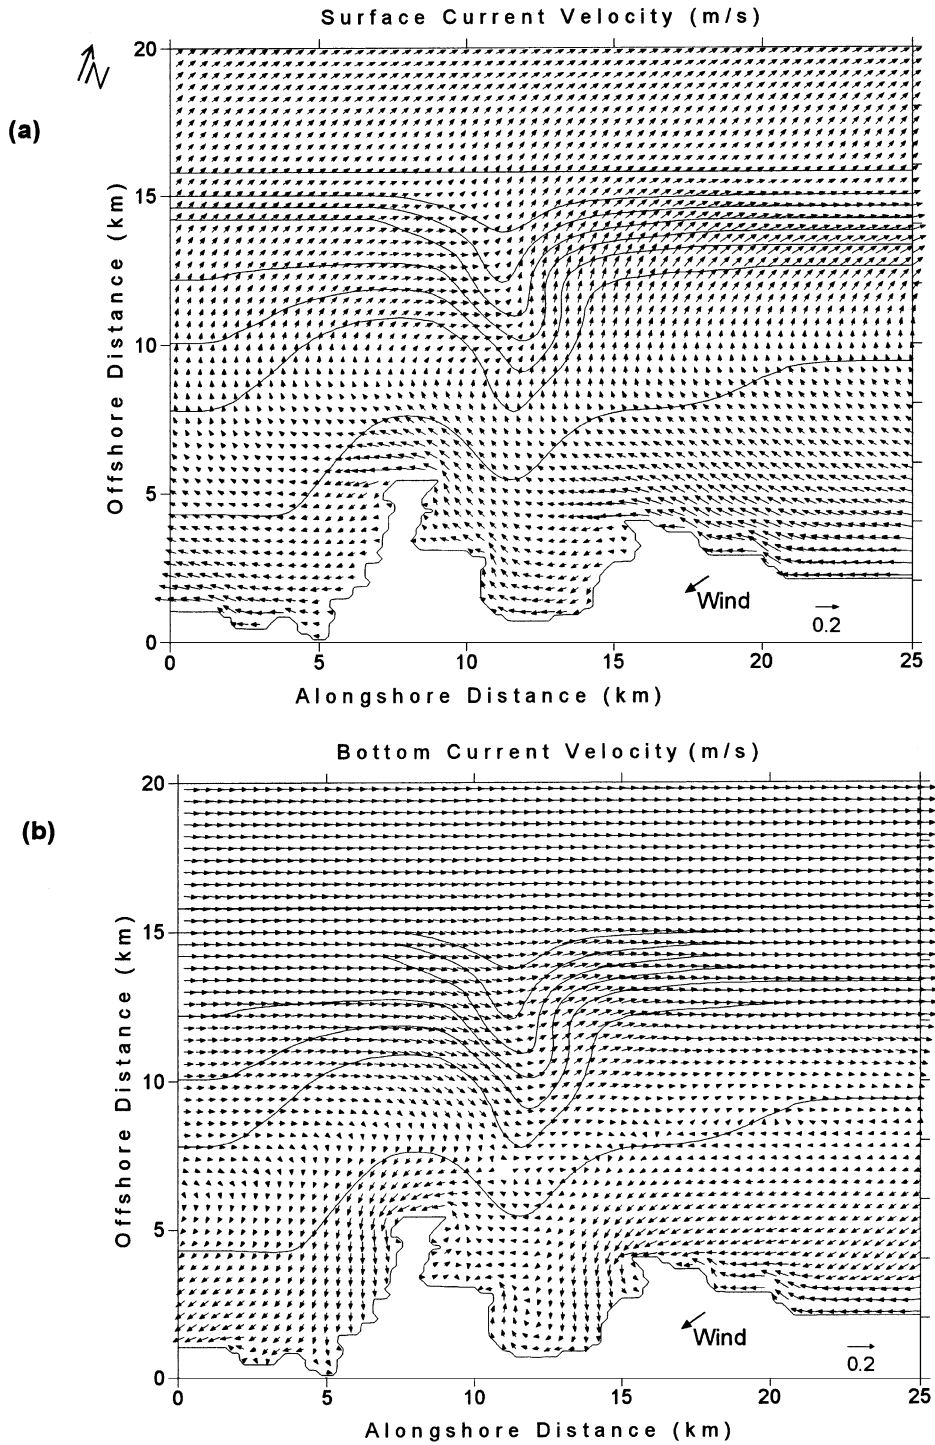 Surface Current Velocity (m/s)
N
(a)
20
15
10
5
0
Offshore Distance (km)
Wind
0.2
0 5 10 15 20 25
Alongshore Distance (km)
Bottom Current Velocity (m/s)
(b)
20
15
10
5
0
Offshore Distance (km)
Wind
0.2
0 5 10 15 20 25
Alongshore Distance (km)